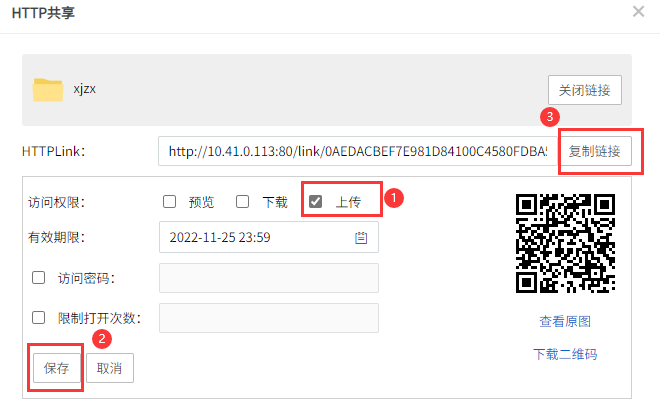 HTTP共享
xjzx
关闭链接
3
HTTPLink：
http://10.41.0.113:80/link/0AEDACBEF7E981D84100C4580FDBA5
复制链接
访问权限：
预览
下载
上传
1
有效期限：
2022-11-25 23:59
访问密码：
限制打开次数：
查看原图
2
下载二维码
保存
取消